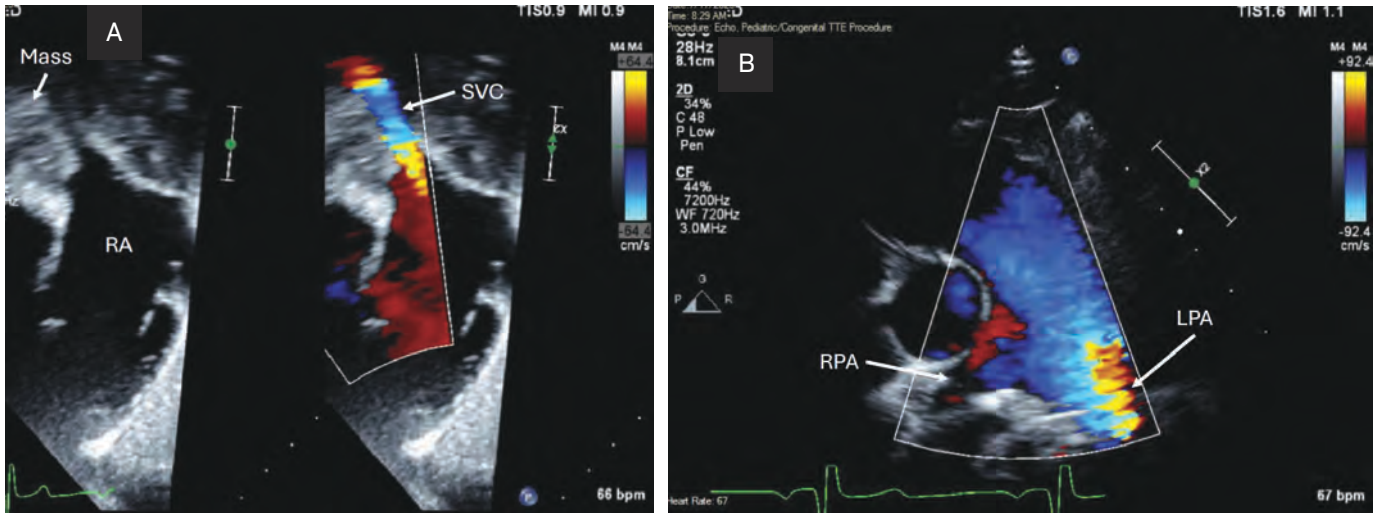 ED
TIS0.9 MI 0.9
A
Mass
SVC
RA
M4 M4
+64.4
-64.4
cm/s
66 bpm
Time: 8:29 AM
ED
TIS1.6 MI 1.1
Procedure: Echo, Pediatric/Congenital TTE Procedure
28Hz
8.1cm
B
2D
34%
C 48
P Low
Pen
CF
44%
7200Hz
WF 720Hz
3.0MHz
G
P R
M4 M4
+92.4
-92.4
cm/s
RPA
LPA
Heart Rate: 67
67 bpm